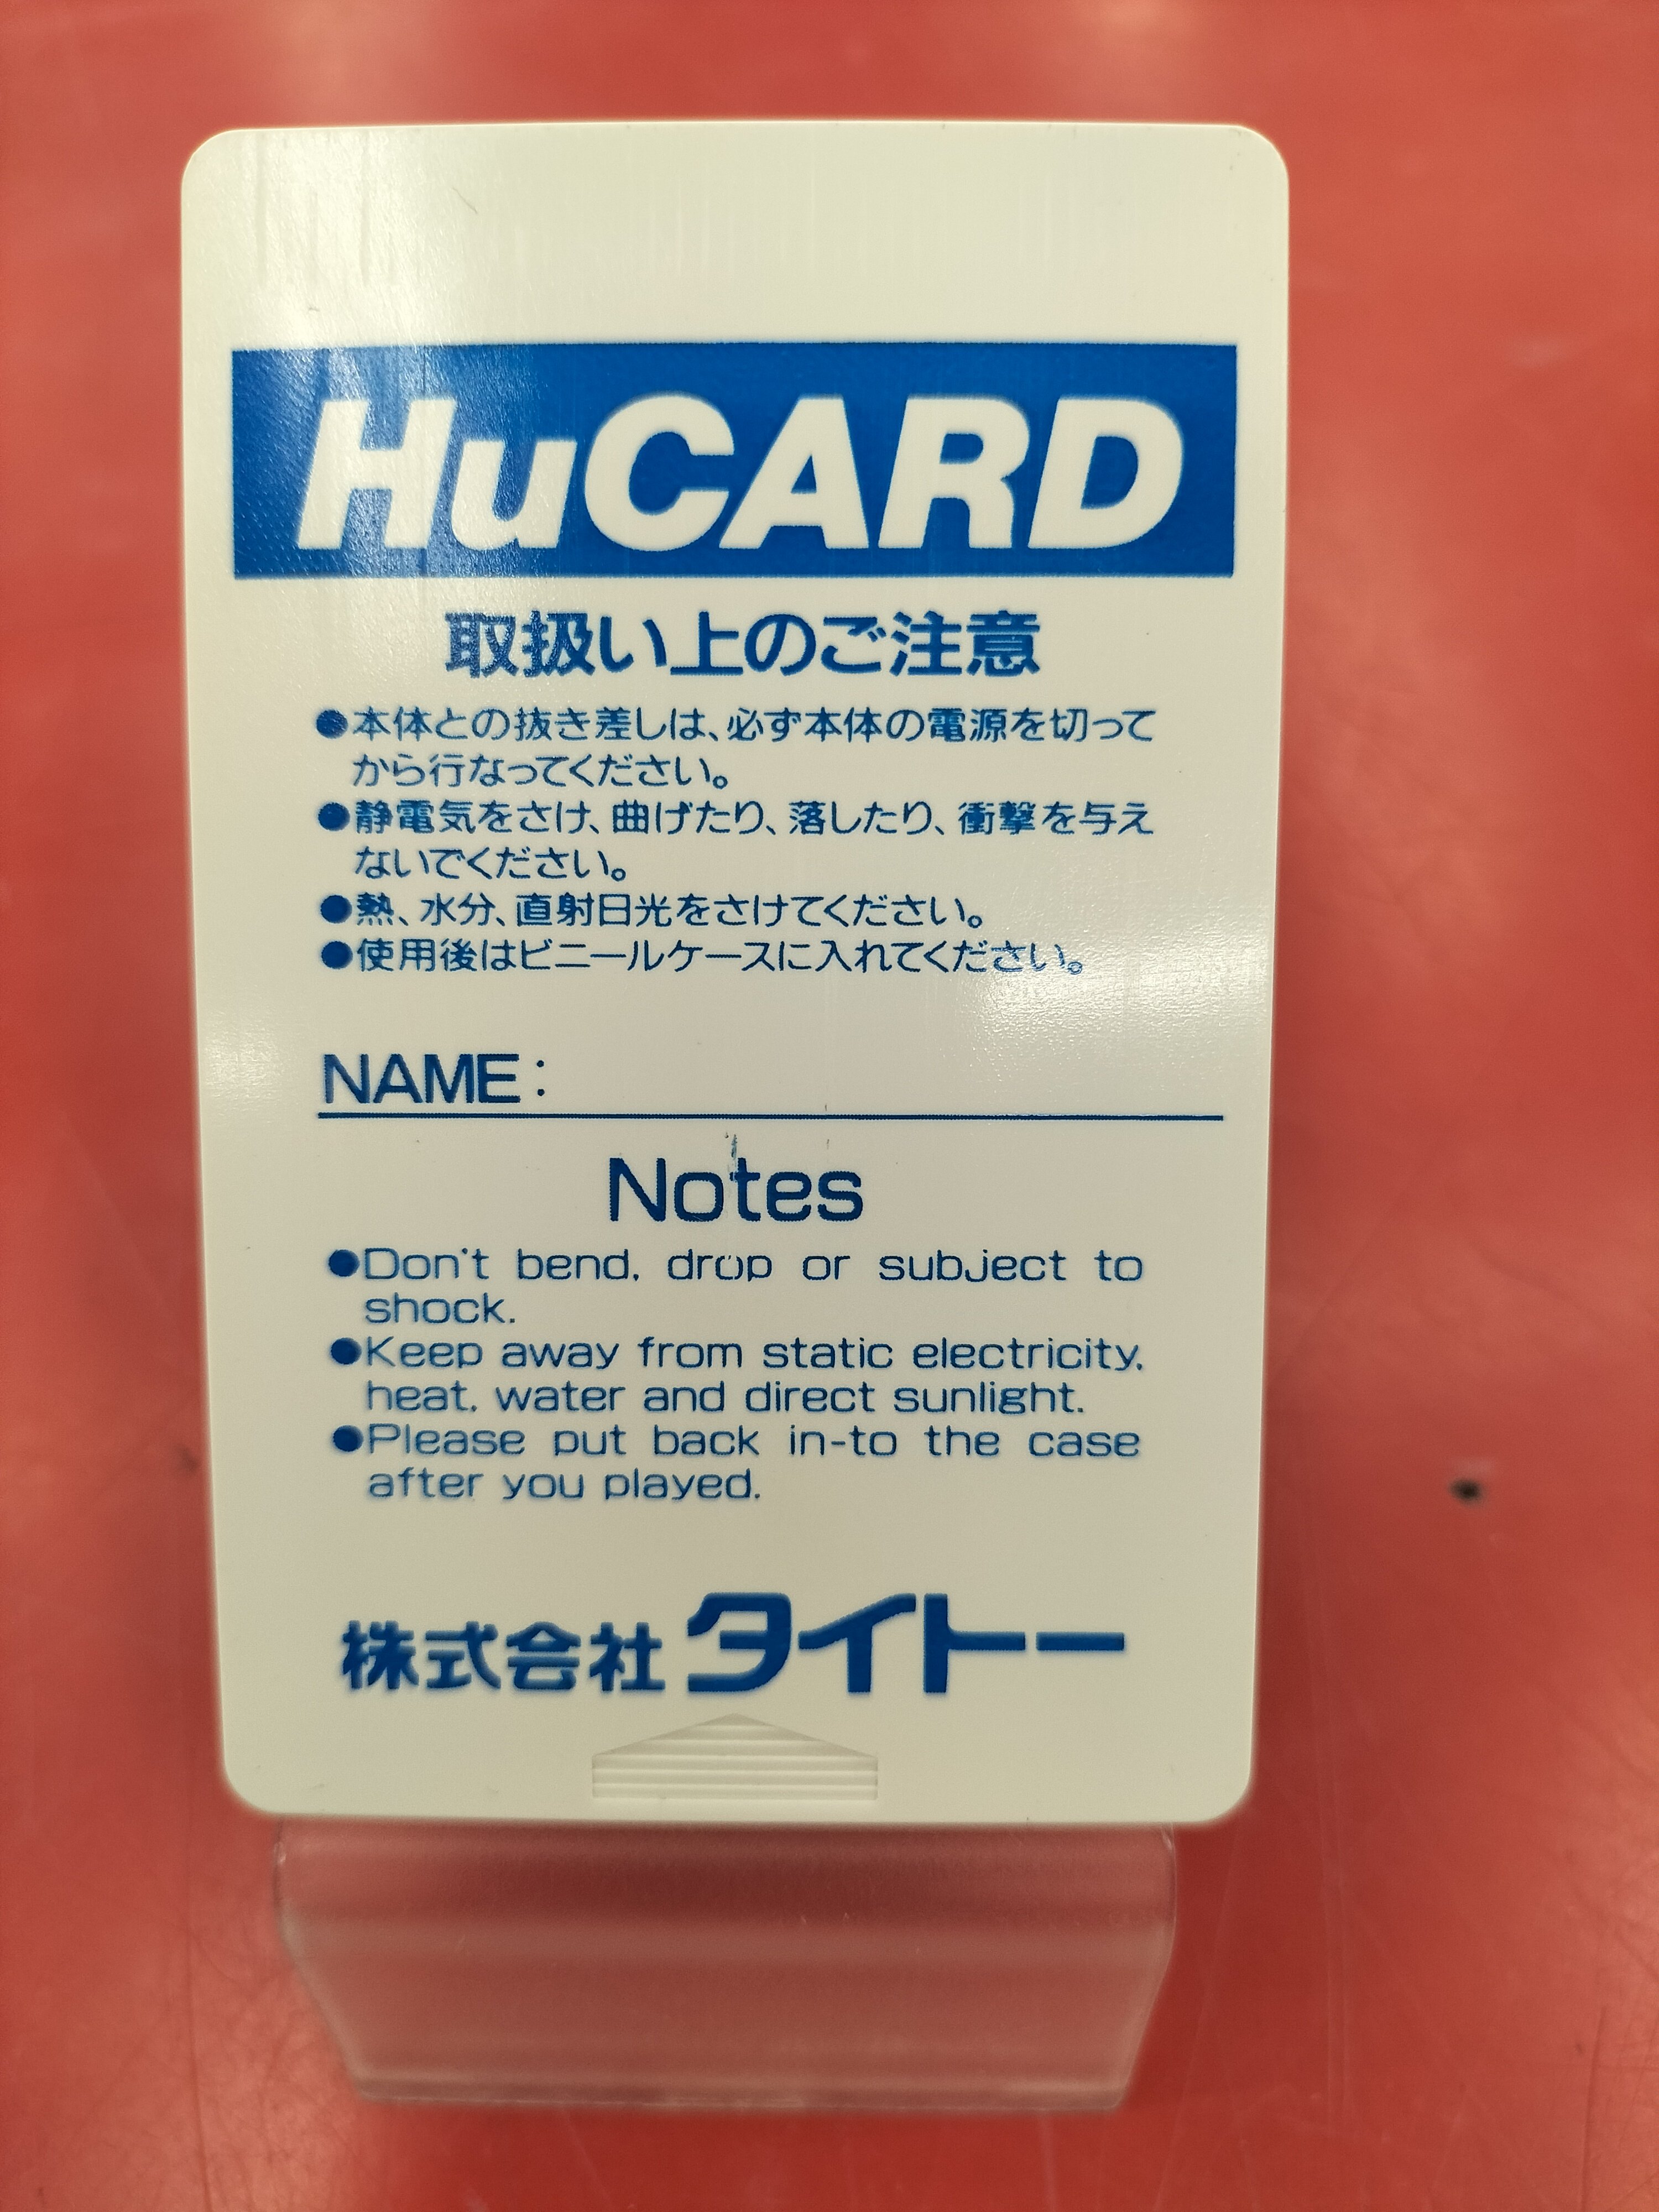 HuCARD
取扱い上のご注意
●本体との抜き差しは、必ず本体の電源を切って
から行なってください。
●静電気をさけ、曲げたり、落したり、衝撃を与え
ないでください。
●熱、水分、直射日光をさけてください。
●使用後はビニールケースに入れてください。
NAME:
Notes
●Don't bend, drop or subject to
shock.
●Keep away from static electricity,
heat, water and direct sunlight.
●Please put back in-to the case
after you played.
株式会社タイトー